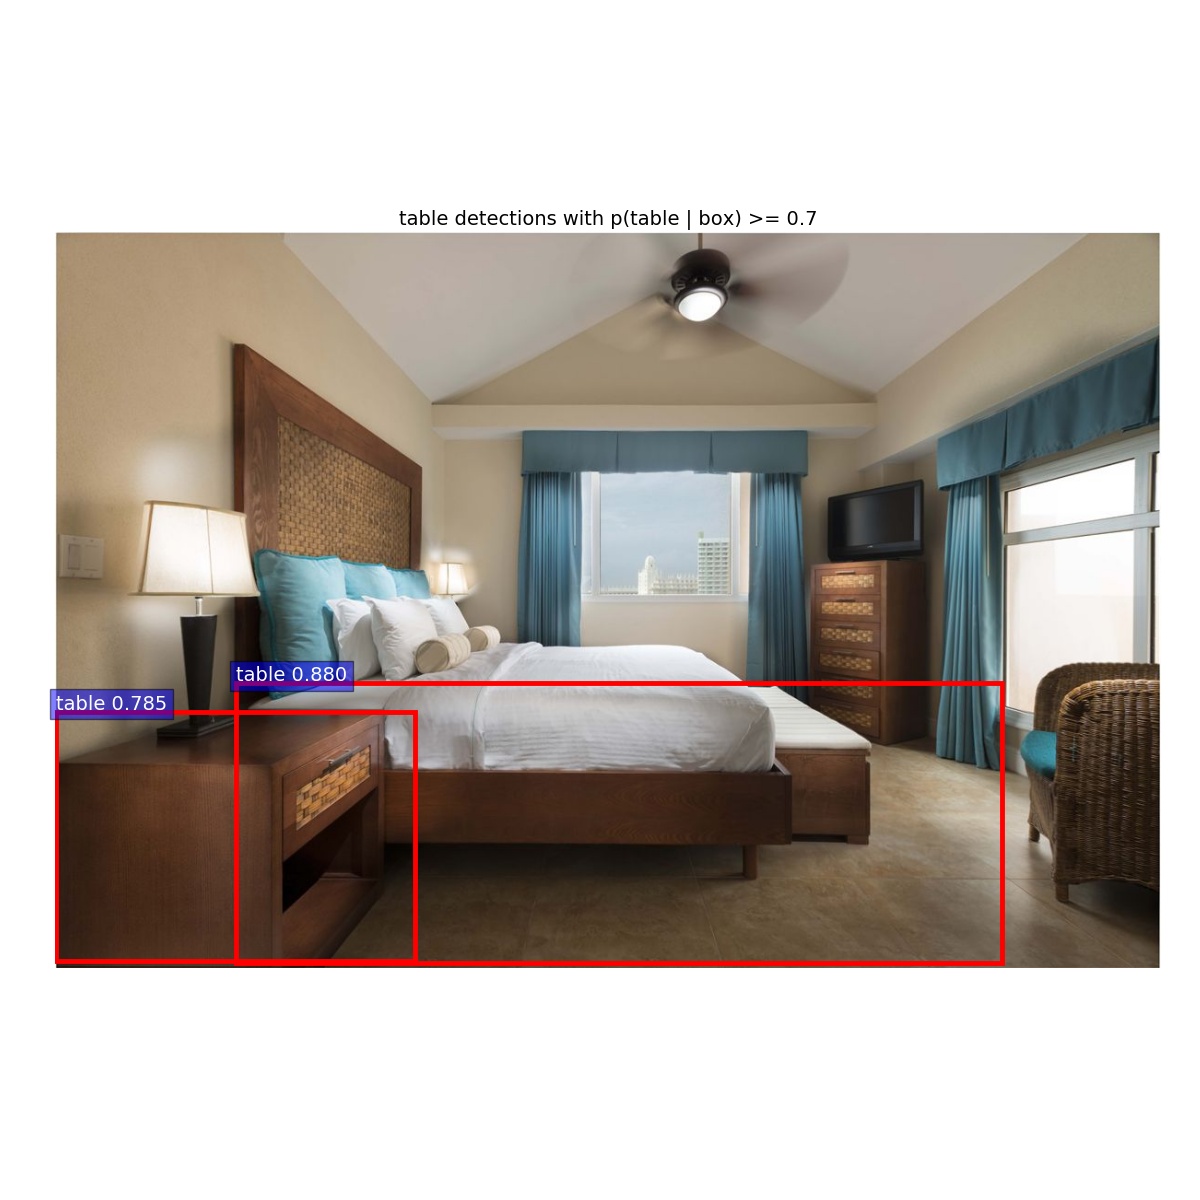 table detections with p(table | box) >= 0.7
table 0.880
table 0.785